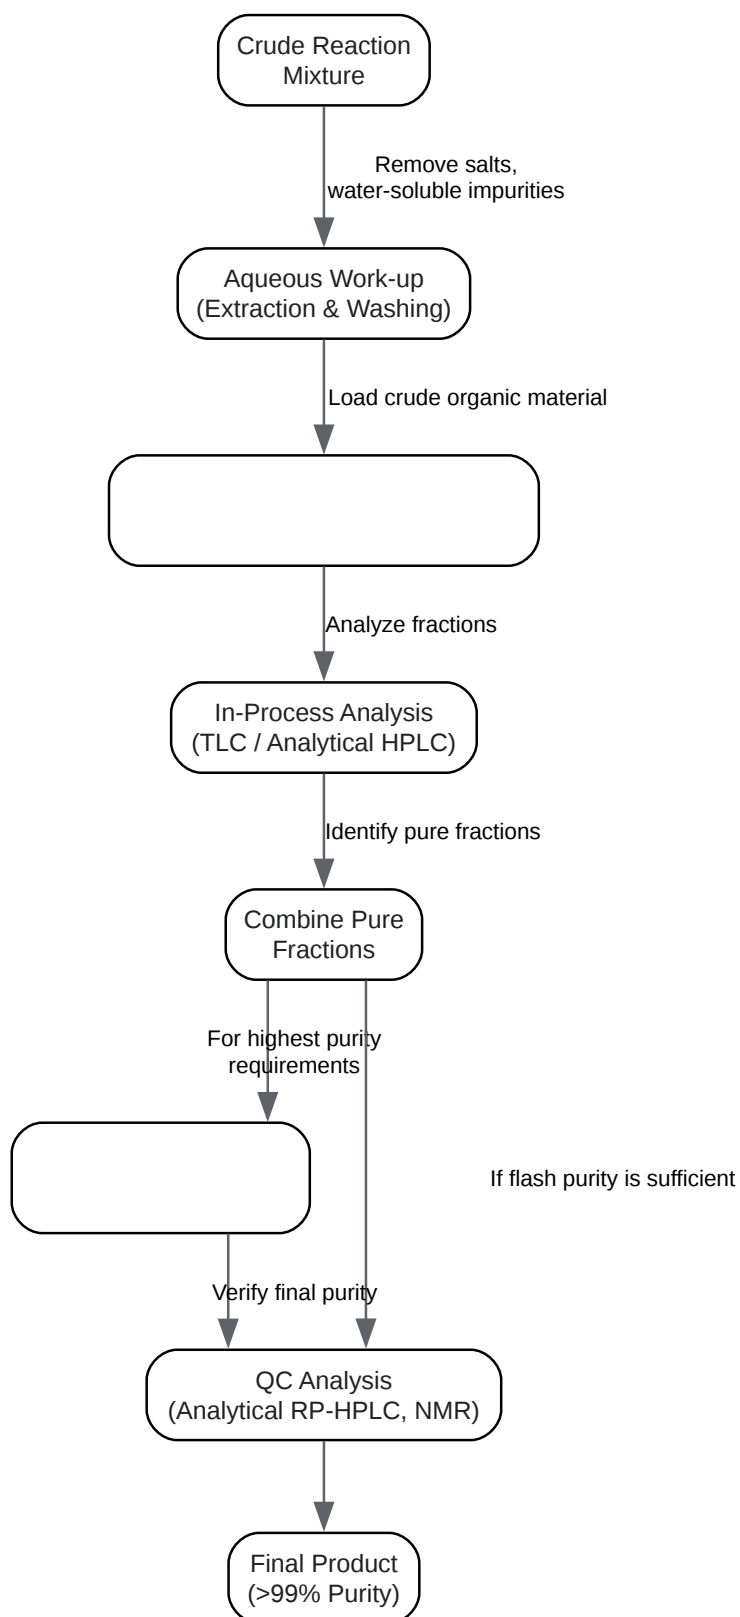 Crude Reaction
Mixture
Remove salts,
water-soluble impurities
Aqueous Work-up
(Extraction & Washing)
Load crude organic material
Analyze fractions
In-Process Analysis
(TLC / Analytical HPLC)
Identify pure fractions
Combine Pure
Fractions
For highest purity
requirements
If flash purity is sufficient
Verify final purity
QC Analysis
(Analytical RP-HPLC, NMR)
Final Product
(>99% Purity)